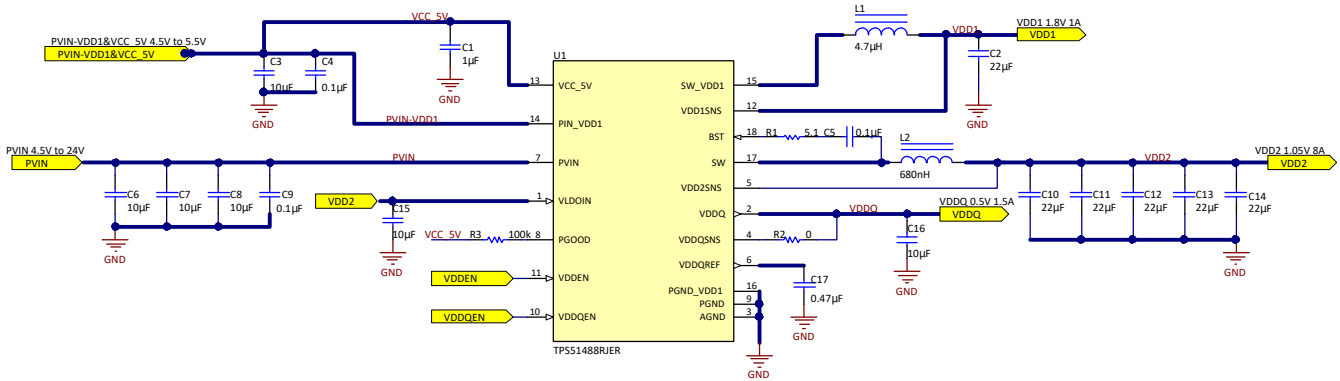 VCC_5V
PVIN-VDD1&VCC_5V 4.5V to 5.5V
PVIN-VDD1&VCC_5V
C3
10µF
C4
0.1µF
GND
C1
1µF
GND
PVIN-VDD1
PVIN 4.5V to 24V
PVIN
PVIN
C6
10µF
C7
10µF
C8
10µF
C9
0.1µF
GND
VDD2
C15
10µF
GND
VCC_5V
R3
100k
VDDEN
VDDQEN
U1
13 VCC_5V
14 PIN_VDD1
7 PVIN
1 VLDOIN
8 PGOOD
11 VDDEN
10 VDDQEN
SW_VDD1 15
VDD1SNS 12
BST 18
SW 17
VDD2SNS 5
VDDQ 2
VDDQSNS 4
VDDQREF 6
PGND_VDD1 16
PGND 9
AGND 3
TPS51488RJER
GND
L1
4.7µH
VDD1
VDD1 1.8V 1A
VDD1
C2
22µF
GND
R1
5.1
C5
0.1µF
L2
680nH
VDD2
VDD2 1.05V 8A
VDD2
C10
22µF
C11
22µF
C12
22µF
C13
22µF
C14
22µF
GND
VDDQ
VDDQ 0.5V 1.5A
VDDQ
R2
0
C16
10µF
GND
C17
0.47µF
GND